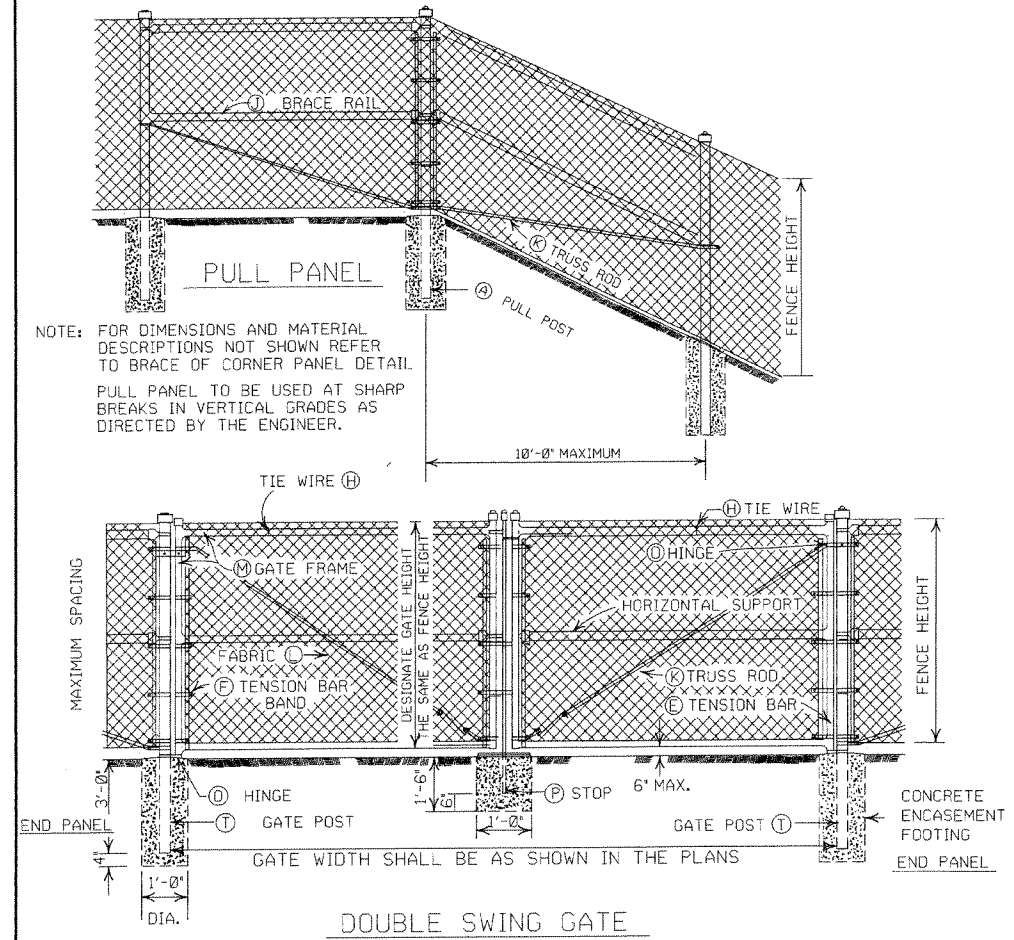 Ⓙ BRACE RAIL
Ⓚ TRUSS ROD
FENCE HEIGHT
PULL PANEL
Ⓐ PULL POST
NOTE: FOR DIMENSIONS AND MATERIAL
DESCRIPTIONS NOT SHOWN REFER
TO BRACE OF CORNER PANEL DETAIL
PULL PANEL TO BE USED AT SHARP
BREAKS IN VERTICAL GRADES AS
DIRECTED BY THE ENGINEER.
10'-0" MAXIMUM
TIE WIRE Ⓗ
Ⓗ TIE WIRE
Ⓞ HINGE
Ⓜ GATE FRAME
MAXIMUM SPACING
DESIGNATE GATE HEIGHT
THE SAME AS FENCE HEIGHT
HORIZONTAL SUPPORT
FENCE HEIGHT
FABRIC Ⓛ
Ⓕ TENSION BAR
BAND
Ⓚ TRUSS ROD
Ⓔ TENSION BAR
3'-0"
1'-6"
6"
6" MAX.
Ⓞ HINGE
Ⓟ STOP
CONCRETE
ENCASEMENT
FOOTING
END PANEL
Ⓣ GATE POST
1'-0"
GATE POST Ⓣ
4"
GATE WIDTH SHALL BE AS SHOWN IN THE PLANS
END PANEL
1'-0"
DIA.
DOUBLE SWING GATE